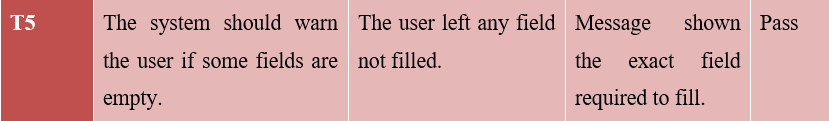 T5
The system should warn
the user if some fields are
empty.
The user left any field
not filled.
Message shown
the exact field
required to fill.
Pass